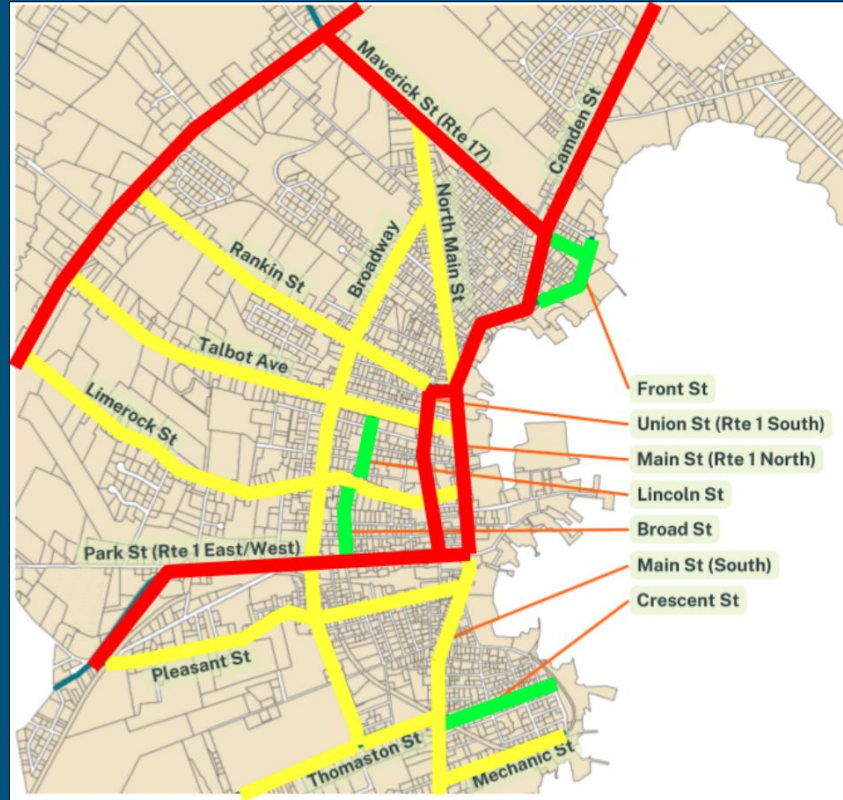 Maverick St (Rte 17)
Camden St
North Main St
Broadway
Rankin St
Talbot Ave
Limerock St
Front St
Union St (Rte 1 South)
Main St (Rte 1 North)
Lincoln St
Broad St
Park St (Rte 1 East/West)
Main St (South)
Crescent St
Pleasant St
Thomaston St
Mechanic St